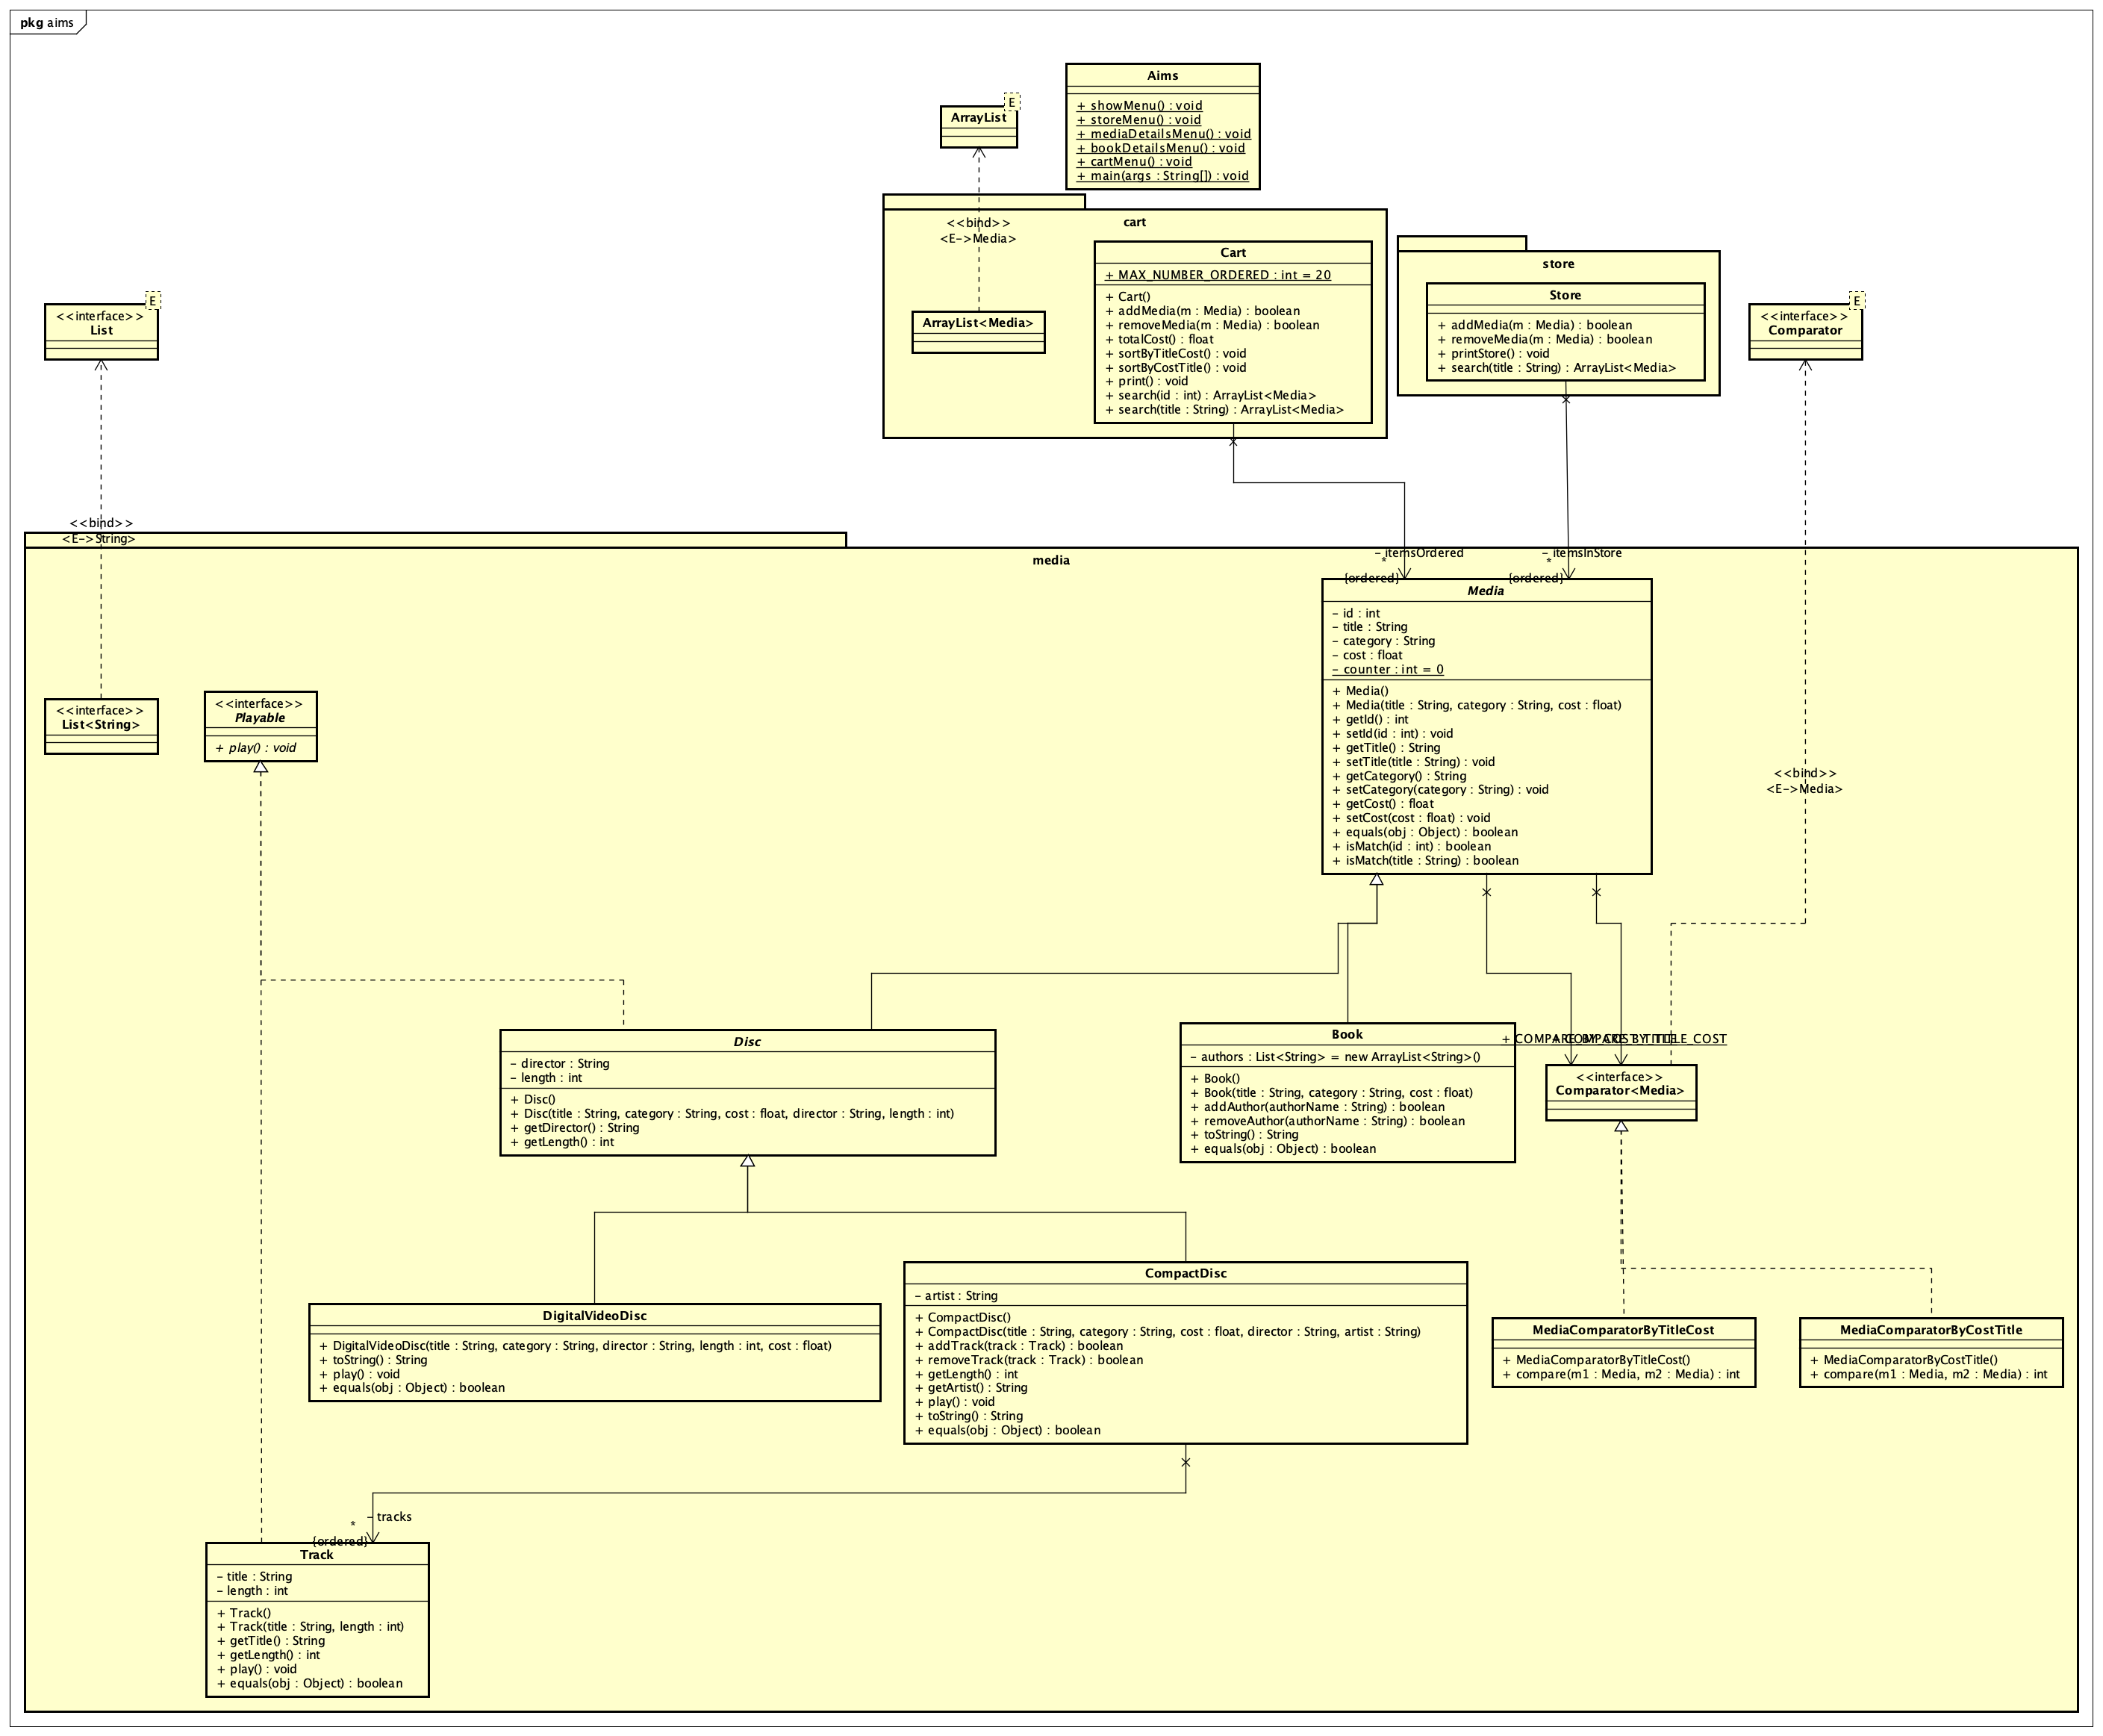 pkg aims
Aims
+ showMenu() : void
+ storeMenu() : void
+ mediaDetailsMenu() : void
+ bookDetailsMenu() : void
+ cartMenu() : void
+ main(args : String[]) : void
E
ArrayList
<<bind>>
<E->Media>
cart
ArrayList<Media>
Cart
+ MAX_NUMBER_ORDERED : int = 20
+ Cart()
+ addMedia(m : Media) : boolean
+ removeMedia(m : Media) : boolean
+ totalCost() : float
+ sortByTitleCost() : void
+ sortByCostTitle() : void
+ print() : void
+ search(id : int) : ArrayList<Media>
+ search(title : String) : ArrayList<Media>
store
Store
+ addMedia(m : Media) : boolean
+ removeMedia(m : Media) : boolean
+ printStore() : void
+ search(title : String) : ArrayList<Media>
E
<<interface>>
List
E
<<interface>>
Comparator
<<bind>>
<E->String>
media
- itemsOrdered
*
{ordered}
- itemsInStore
*
{ordered}
Media
- id : int
- title : String
- category : String
- cost : float
- counter : int = 0
+ Media()
+ Media(title : String, category : String, cost : float)
+ getId() : int
+ setId(id : int) : void
+ getTitle() : String
+ setTitle(title : String) : void
+ getCategory() : String
+ setCategory(category : String) : void
+ getCost() : float
+ setCost(cost : float) : void
+ equals(obj : Object) : boolean
+ isMatch(id : int) : boolean
+ isMatch(title : String) : boolean
<<interface>>
List<String>
<<interface>>
Playable
+ play() : void
<<bind>>
<E->Media>
Disc
- director : String
- length : int
+ Disc()
+ Disc(title : String, category : String, cost : float, director : String, length : int)
+ getDirector() : String
+ getLength() : int
Book
- authors : List<String> = new ArrayList<String>()
+ Book()
+ Book(title : String, category : String, cost : float)
+ addAuthor(authorName : String) : boolean
+ removeAuthor(authorName : String) : boolean
+ toString() : String
+ equals(obj : Object) : boolean
+ COMPARE_BY_COST_TITLE
+ COMPARE_BY_TITLE_COST
<<interface>>
Comparator<Media>
DigitalVideoDisc
+ DigitalVideoDisc(title : String, category : String, director : String, length : int, cost : float)
+ toString() : String
+ play() : void
+ equals(obj : Object) : boolean
CompactDisc
- artist : String
+ CompactDisc()
+ CompactDisc(title : String, category : String, cost : float, director : String, artist : String)
+ addTrack(track : Track) : boolean
+ removeTrack(track : Track) : boolean
+ getLength() : int
+ getArtist() : String
+ play() : void
+ toString() : String
+ equals(obj : Object) : boolean
MediaComparatorByTitleCost
+ MediaComparatorByTitleCost()
+ compare(m1 : Media, m2 : Media) : int
MediaComparatorByCostTitle
+ MediaComparatorByCostTitle()
+ compare(m1 : Media, m2 : Media) : int
- tracks
*
{ordered}
Track
- title : String
- length : int
+ Track()
+ Track(title : String, length : int)
+ getTitle() : String
+ getLength() : int
+ play() : void
+ equals(obj : Object) : boolean